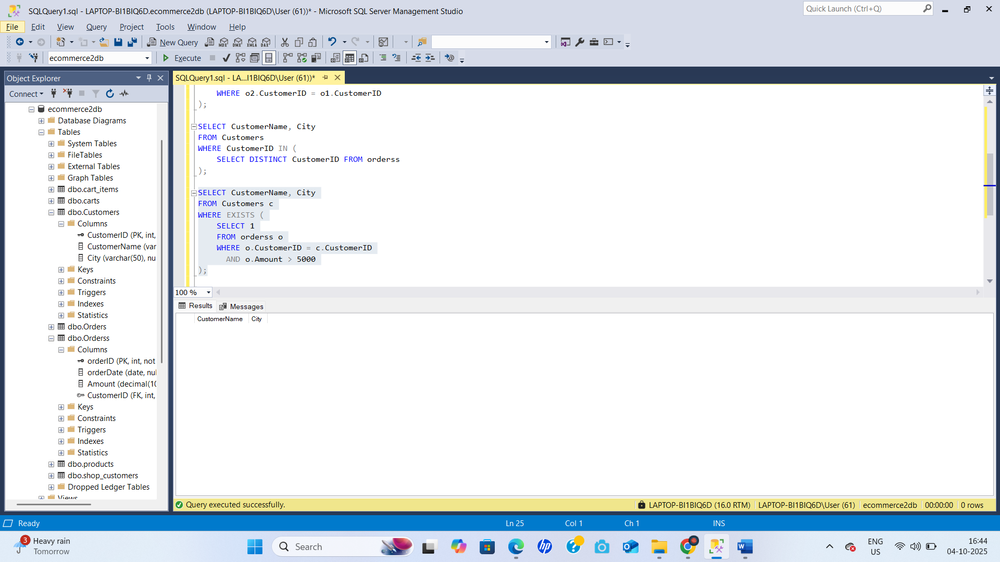 SQLQuery1.sql - LAPTOP-BI1BIQ6D.ecommerce2db (LAPTOP-BI1BIQ6D\User (61))* - Microsoft SQL Server Management Studio
Quick Launch (Ctrl+Q)
File Edit View Query Project Tools Window Help
New Query
MDX DMX XMLA DAX
ecommerce2db
Execute
Object Explorer
SQLQuery1.sql - LA...I1BIQ6D\User (61))*
Connect
ecommerce2db
Database Diagrams
Tables
System Tables
FileTables
External Tables
Graph Tables
dbo.cart_items
dbo.carts
dbo.Customers
Columns
CustomerID (PK, int,
CustomerName (var
City (varchar(50), nu
Keys
Constraints
Triggers
Indexes
Statistics
dbo.Orders
dbo.Orderss
Columns
orderID (PK, int, not
orderDate (date, nul
Amount (decimal(10
CustomerID (FK, int,
Keys
Constraints
Triggers
Indexes
Statistics
dbo.products
dbo.shop_customers
Dropped Ledger Tables
Views
WHERE o2.CustomerID = o1.CustomerID
);
SELECT CustomerName, City
FROM Customers
WHERE CustomerID IN (
SELECT DISTINCT CustomerID FROM orderss
);
SELECT CustomerName, City
FROM Customers c
WHERE EXISTS (
SELECT 1
FROM orderss o
WHERE o.CustomerID = c.CustomerID
AND o.Amount > 5000
);
100 %
Results Messages
CustomerName City
Query executed successfully.
LAPTOP-BI1BIQ6D (16.0 RTM) LAPTOP-BI1BIQ6D\User (61) ecommerce2db 00:00:00 0 rows
Ready
Ln 25 Col 1 Ch 1 INS
3
Heavy rain
Tomorrow
Search
ENG
US
16:44
04-10-2025